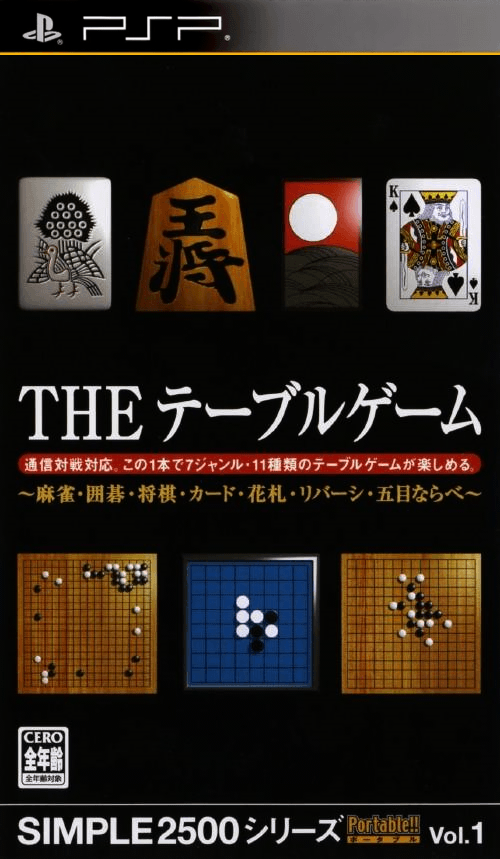 PSP®
K
王将
K
THE テーブルゲーム
通信対戦対応。この1本で7ジャンル・11種類のテーブルゲームが楽しめる。
～麻雀・囲碁・将棋・カード・花札・リバーシ・五目ならべ～
CERO
全年齢
全年齢対象
SIMPLE2500シリーズ Portable!! ポータブル Vol.1